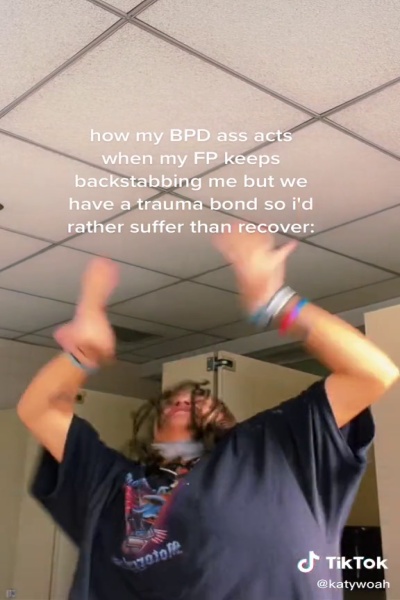 how my BPD ass acts
when my FP keeps
backstabbing me but we
have a trauma bond so i'd
rather suffer than recover:
TikTok
@katywoah